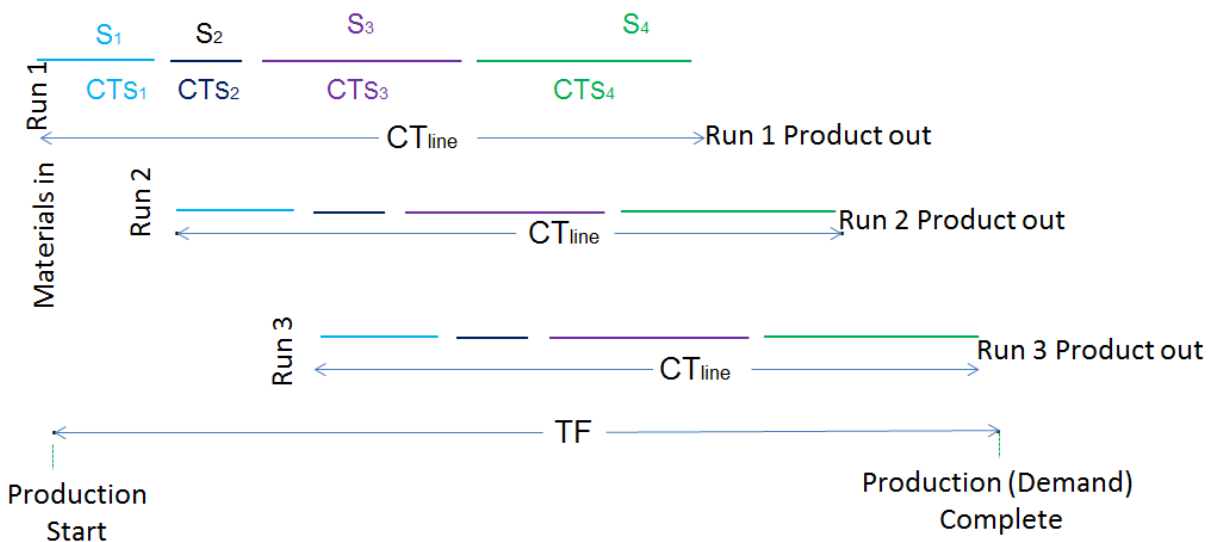 S1 S2 S3 S4
Run 1
CTS1 CTS2 CTS3 CTS4
CTline
Run 1 Product out
Materials in
Run 2
CTline
Run 2 Product out
Run 3
CTline
Run 3 Product out
TF
Production
Start
Production (Demand)
Complete